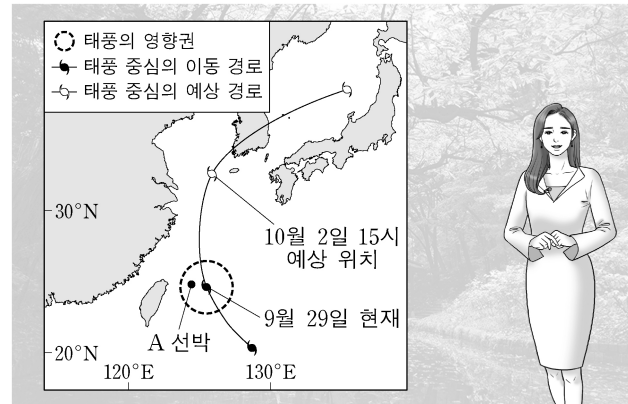 태풍의 영향권
태풍 중심의 이동 경로
태풍 중심의 예상 경로
30°N
10월 2일 15시
예상 위치
9월 29일 현재
A 선박
20°N
120°E
130°E